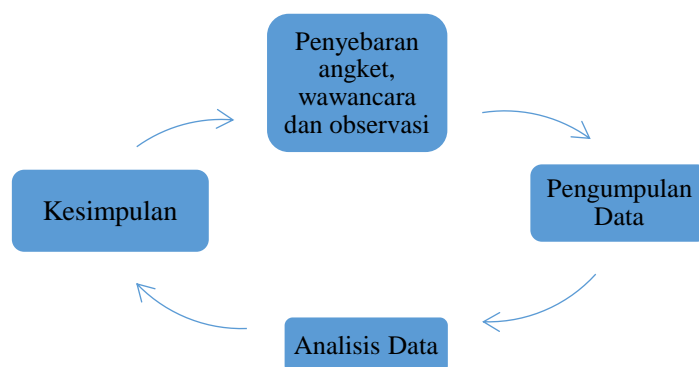 Penyebaran
angket,
wawancara
dan observasi
Pengumpulan
Data
Analisis Data
Kesimpulan